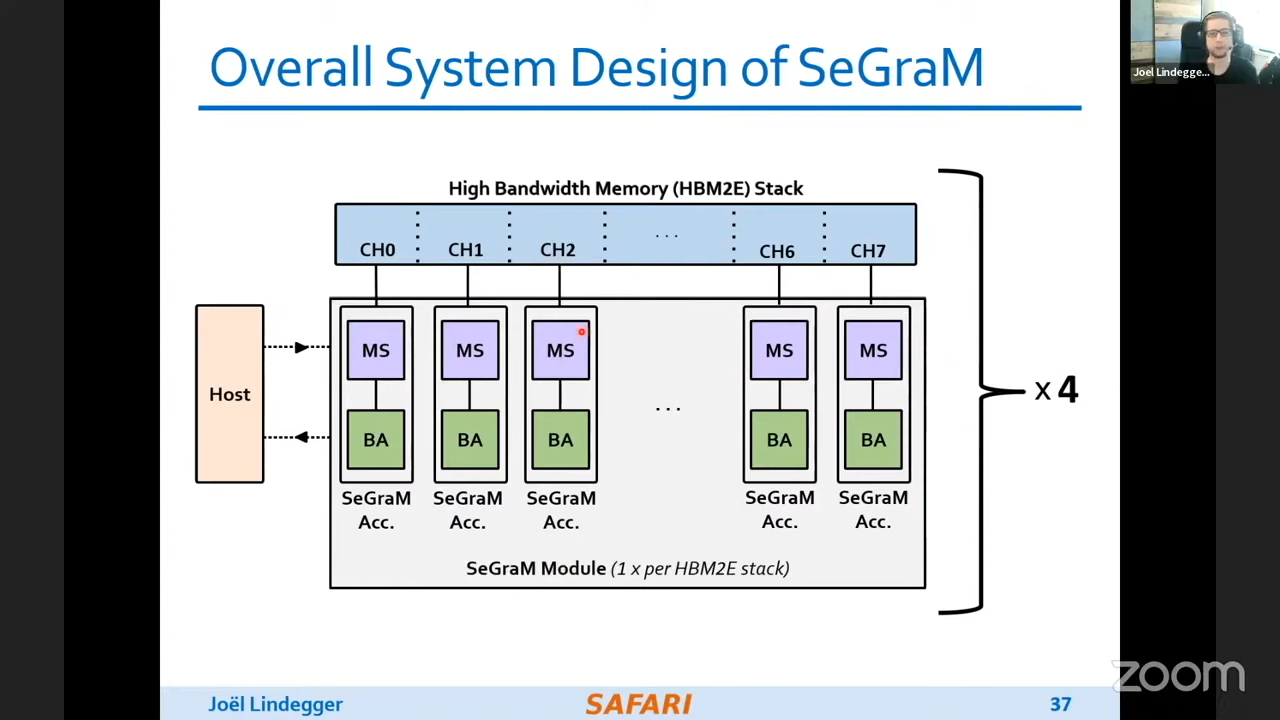 Overall System Design of SeGraM
Joel Lindegge...
High Bandwidth Memory (HBM2E) Stack
CH0 CH1 CH2 ... CH6 CH7
Host
MS MS MS MS MS
...
x 4
BA BA BA BA BA
SeGraM Acc.
SeGraM Acc.
SeGraM Acc.
SeGraM Acc.
SeGraM Acc.
SeGraM Module (1 x per HBM2E stack)
zoom
Joël Lindegger
SAFARI
37